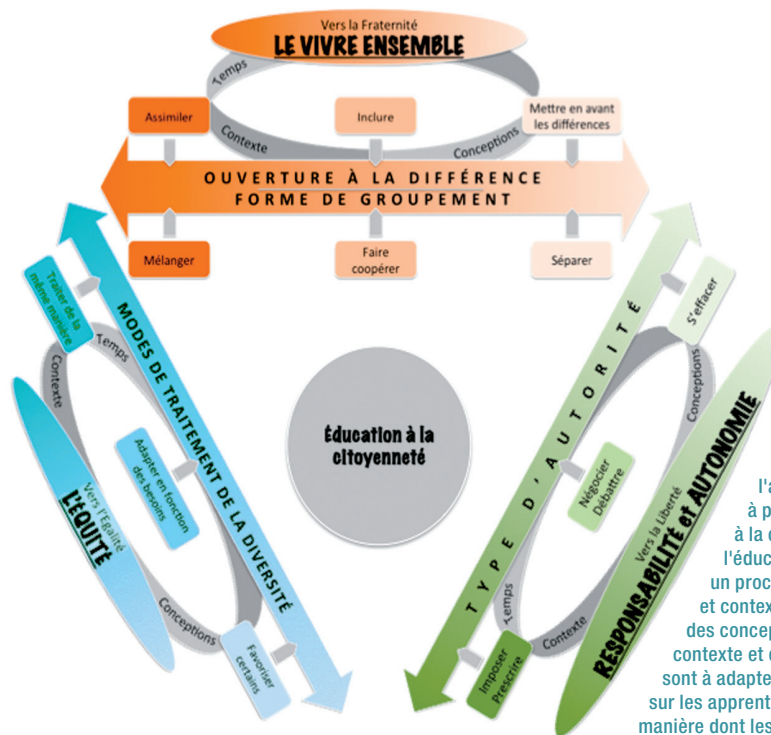 Vers la Fraternité
LE VIVRE ENSEMBLE
Temps
Contexte
Conceptions
Assimiler
Inclure
Mettre en avant
les différences
OUVERTURE À LA DIFFÉRENCE
FORME DE GROUPEMENT
Mélanger
Faire
coopérer
Séparer
MODES DE TRAITEMENT DE LA DIVERSITÉ
Traiter de la
même manière
Temps
Contexte
Adapter en fonction
des besoins
Vers l'Egalité
L'ÉQUITÉ
Conceptions
Favoriser
certains
Éducation à la
citoyenneté
TYPE D'AUTORITÉ
S'effacer
Conceptions
Négocier
Débattre
Vers la Liberté
RESPONSABILITÉ et AUTONOMIE
Temps
Contexte
Imposer
Prescrire
à p
à la
l'éduc
un proc
et contex
des concep
contexte et
sont à adapte
sur les apprent
manière dont les